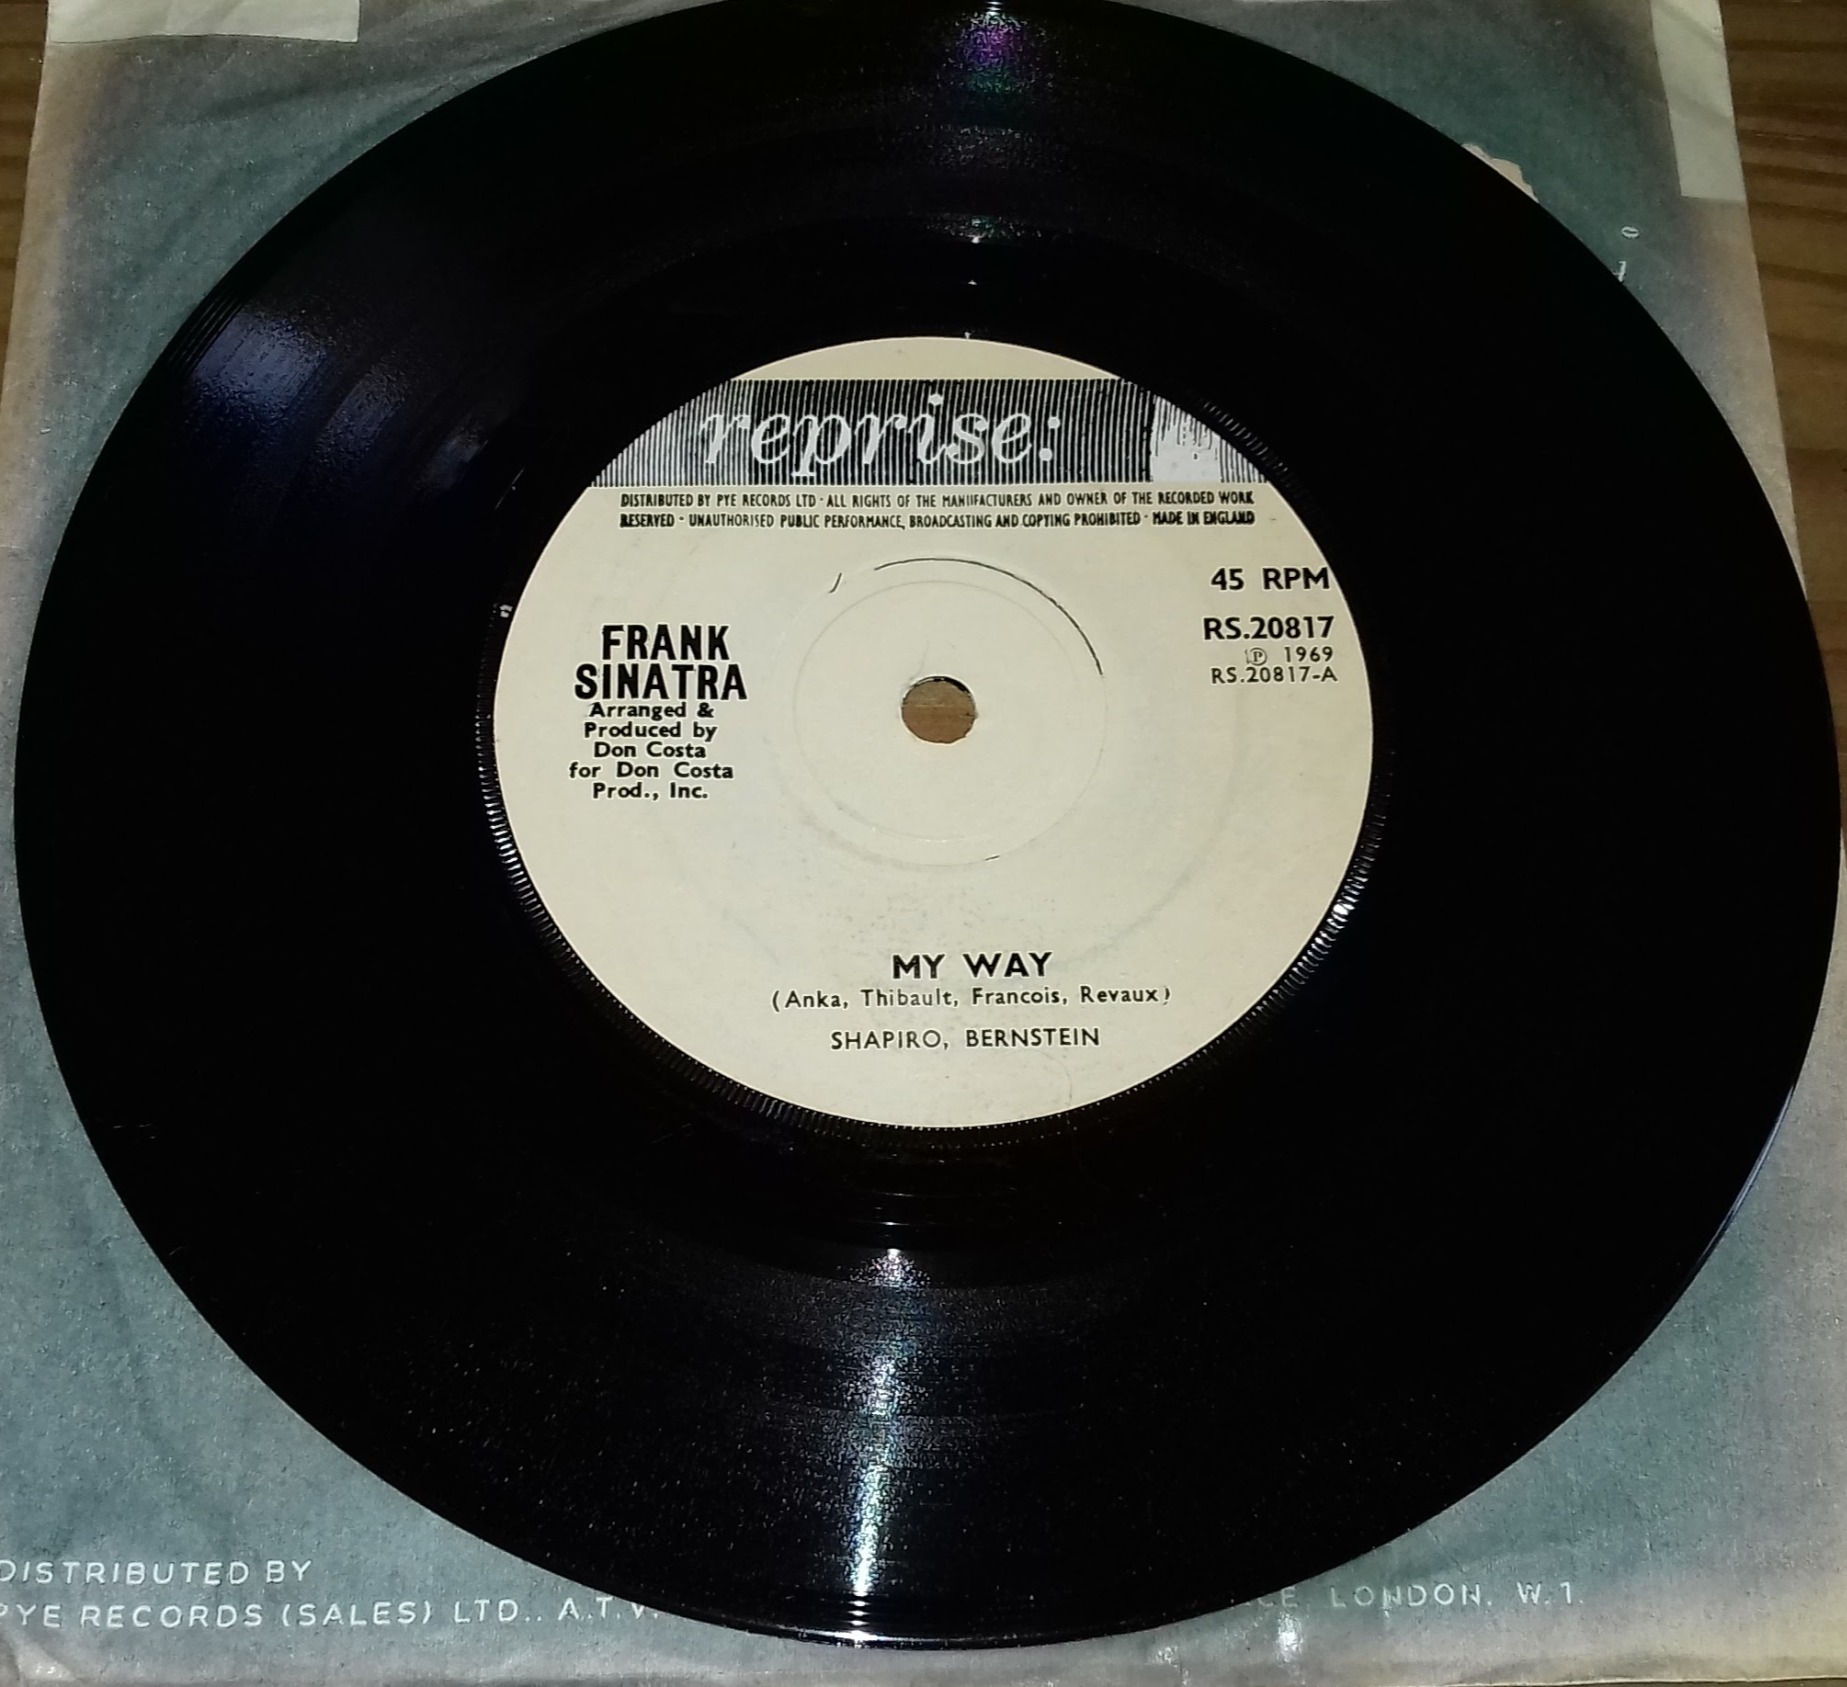 reprise:
DISTRIBUTED BY PYE RECORDS LTD · ALL RIGHTS OF THE MANUFACTURERS AND OWNER OF THE RECORDED WORK
RESERVED · UNAUTHORISED PUBLIC PERFORMANCE, BROADCASTING AND COPYING PROHIBITED · MADE IN ENGLAND
45 RPM
RS.20817
℗ 1969
RS.20817-A
FRANK
SINATRA
Arranged &
Produced by
Don Costa
for Don Costa
Prod., Inc.
MY WAY
(Anka, Thibault, Francois, Revaux)
SHAPIRO, BERNSTEIN
DISTRIBUTED BY
PYE RECORDS (SALES) LTD., A.T.V. LONDON. W.1.